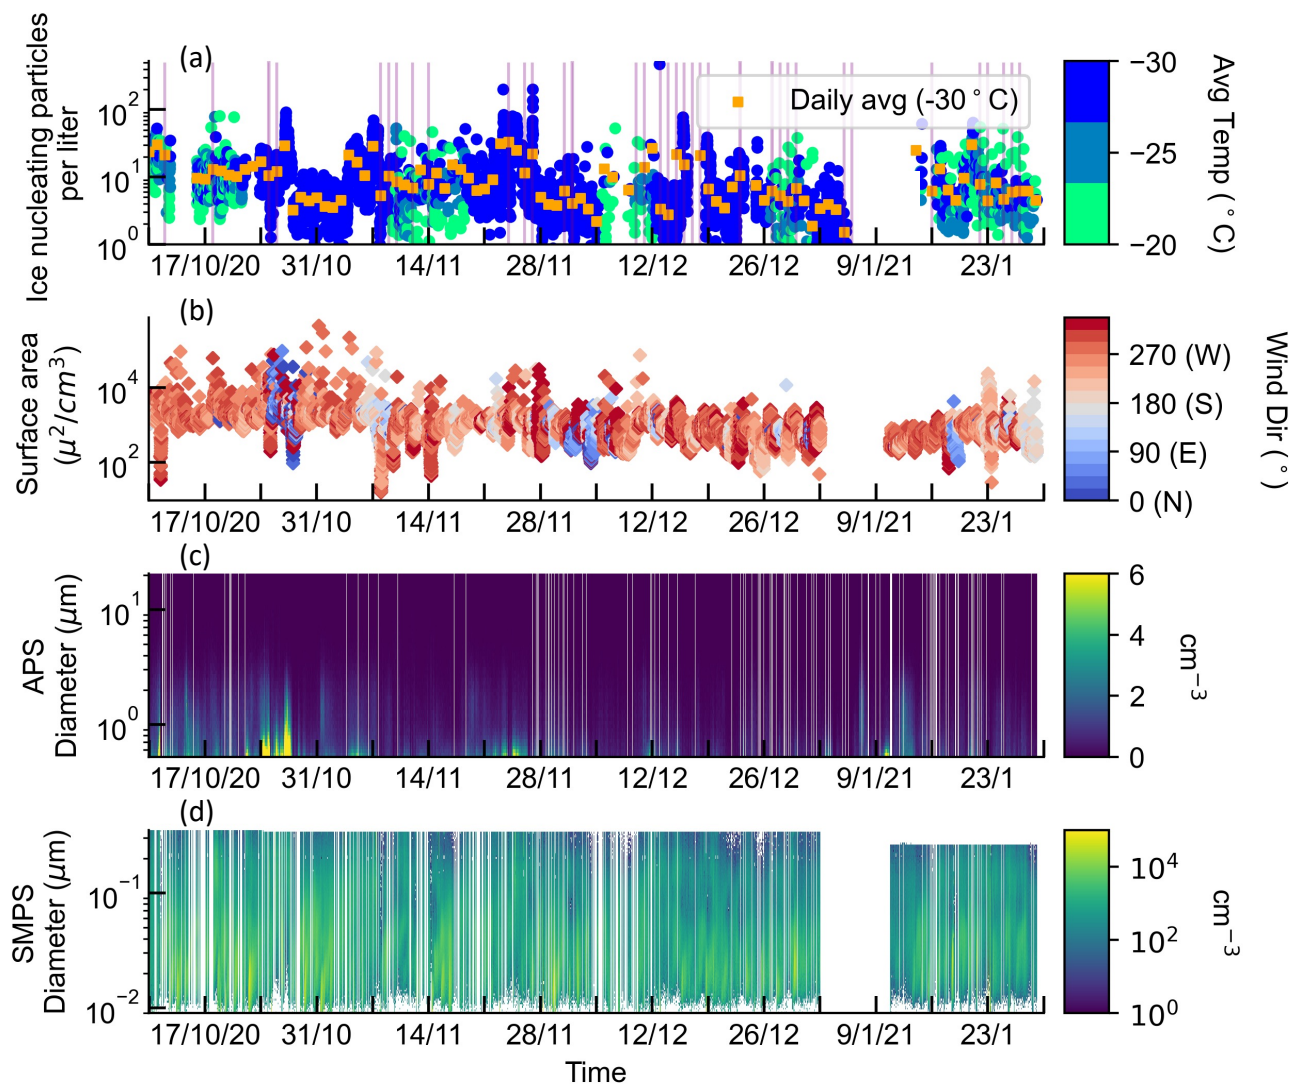 (a)
Ice nucleating particles
per liter
10²
10¹
10⁰
Daily avg (-30°C)
−30
−25
−20
Avg Temp (°C)
17/10/20 31/10 14/11 28/11 12/12 26/12 9/1/21 23/1
(b)
Surface area
(μ²/cm³)
10⁴
10²
270 (W)
180 (S)
90 (E)
0 (N)
Wind Dir (°)
17/10/20 31/10 14/11 28/11 12/12 26/12 9/1/21 23/1
(c)
APS
Diameter (μm)
10¹
10⁰
6
4
2
0
cm⁻³
17/10/20 31/10 14/11 28/11 12/12 26/12 9/1/21 23/1
(d)
SMPS
Diameter (μm)
10⁻¹
10⁻²
10⁴
10²
10⁰
cm⁻³
17/10/20 31/10 14/11 28/11 12/12 26/12 9/1/21 23/1
Time